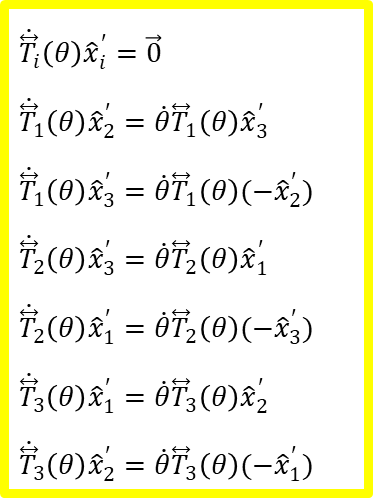 $\dot{\overleftrightarrow{T}}_i(\theta)\hat{x}_i' = \vec{0}$
$\dot{\overleftrightarrow{T}}_1(\theta)\hat{x}_2' = \dot{\theta}\overleftrightarrow{T}_1(\theta)\hat{x}_3'$
$\dot{\overleftrightarrow{T}}_1(\theta)\hat{x}_3' = \dot{\theta}\overleftrightarrow{T}_1(\theta)(-\hat{x}_2')$
$\dot{\overleftrightarrow{T}}_2(\theta)\hat{x}_3' = \dot{\theta}\overleftrightarrow{T}_2(\theta)\hat{x}_1'$
$\dot{\overleftrightarrow{T}}_2(\theta)\hat{x}_1' = \dot{\theta}\overleftrightarrow{T}_2(\theta)(-\hat{x}_3')$
$\dot{\overleftrightarrow{T}}_3(\theta)\hat{x}_1' = \dot{\theta}\overleftrightarrow{T}_3(\theta)\hat{x}_2'$
$\dot{\overleftrightarrow{T}}_3(\theta)\hat{x}_2' = \dot{\theta}\overleftrightarrow{T}_3(\theta)(-\hat{x}_1')$